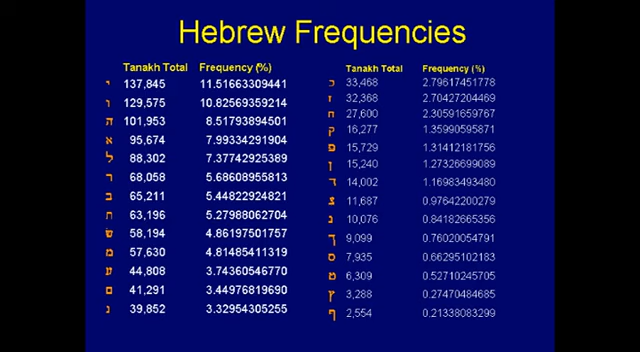 Hebrew Frequencies
Tanakh Total Frequency (%)
י 137,845 11.51663309441
ו 129,575 10.82569359214
ה 101,953 8.51793894501
א 95,674 7.99334291904
ל 88,302 7.37742925389
ר 68,058 5.68608955813
ב 65,211 5.44822924821
ת 63,196 5.27988062704
ש 58,194 4.86197501757
מ 57,630 4.81485411319
ע 44,808 3.74360546770
ם 41,291 3.44976819690
נ 39,852 3.32954305255
Tanakh Total Frequency (%)
כ 33,468 2.79617451778
32,368 2.70427204469
ח 27,600 2.30591659767
ק 16,277 1.35990595871
פ 15,729 1.31412181756
ן 15,240 1.27326699089
14,002 1.16983493480
צ 11,687 0.97642200279
ג 10,076 0.84182665356
ך 9,099 0.76020054791
ס 7,935 0.66295102183
ט 6,309 0.52710245705
ץ 3,288 0.27470484685
ף 2,554 0.21338083299